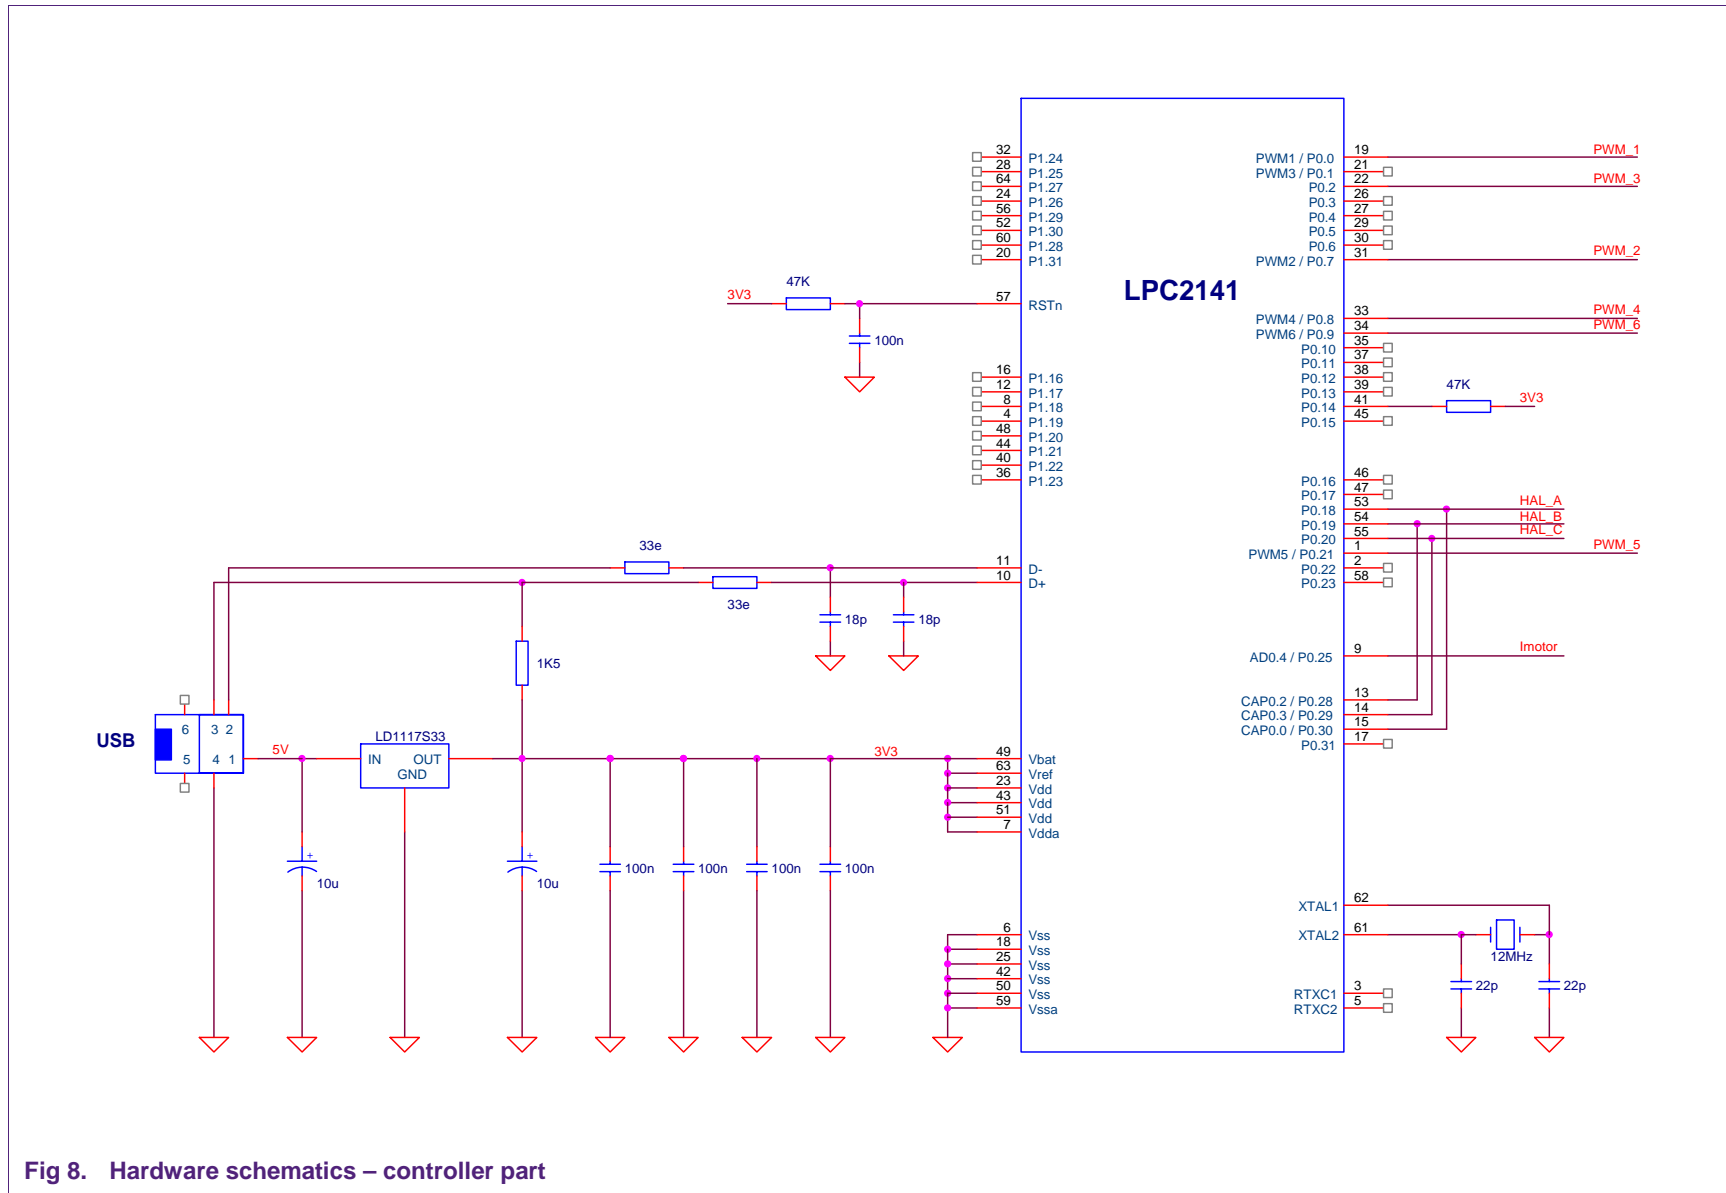 32 P1.24
28 P1.25
64 P1.27
24 P1.26
56 P1.29
52 P1.30
60 P1.28
20 P1.31
3V3 47K 57 RSTn
100n
16 P1.16
12 P1.17
8 P1.18
4 P1.19
48 P1.20
44 P1.21
40 P1.22
36 P1.23
33e 11 D-
33e 10 D+
18p 18p
1K5
USB
6 3 2
5 4 1
5V
LD1117S33
IN OUT
GND
3V3
49 Vbat
63 Vref
23 Vdd
43 Vdd
51 Vdd
7 Vdda
+ 10u
+ 10u
100n 100n 100n 100n
6 Vss
18 Vss
25 Vss
42 Vss
50 Vss
59 Vssa
LPC2141
PWM1 / P0.0 19 PWM_1
PWM3 / P0.1 21
P0.2 22 PWM_3
P0.3 26
P0.4 27
P0.5 29
P0.6 30
PWM2 / P0.7 31 PWM_2
PWM4 / P0.8 33 PWM_4
PWM6 / P0.9 34 PWM_6
P0.10 35
P0.11 37
P0.12 38
P0.13 39
P0.14 41 47K 3V3
P0.15 45
P0.16 46
P0.17 47
P0.18 53 HAL_A
P0.19 54 HAL_B
P0.20 55 HAL_C
PWM5 / P0.21 1 PWM_5
P0.22 2
P0.23 58
AD0.4 / P0.25 9 Imotor
CAP0.2 / P0.28 13
CAP0.3 / P0.29 14
CAP0.0 / P0.30 15
P0.31 17
XTAL1 62
XTAL2 61
12MHz
22p 22p
RTXC1 3
RTXC2 5
Fig 8. Hardware schematics – controller part